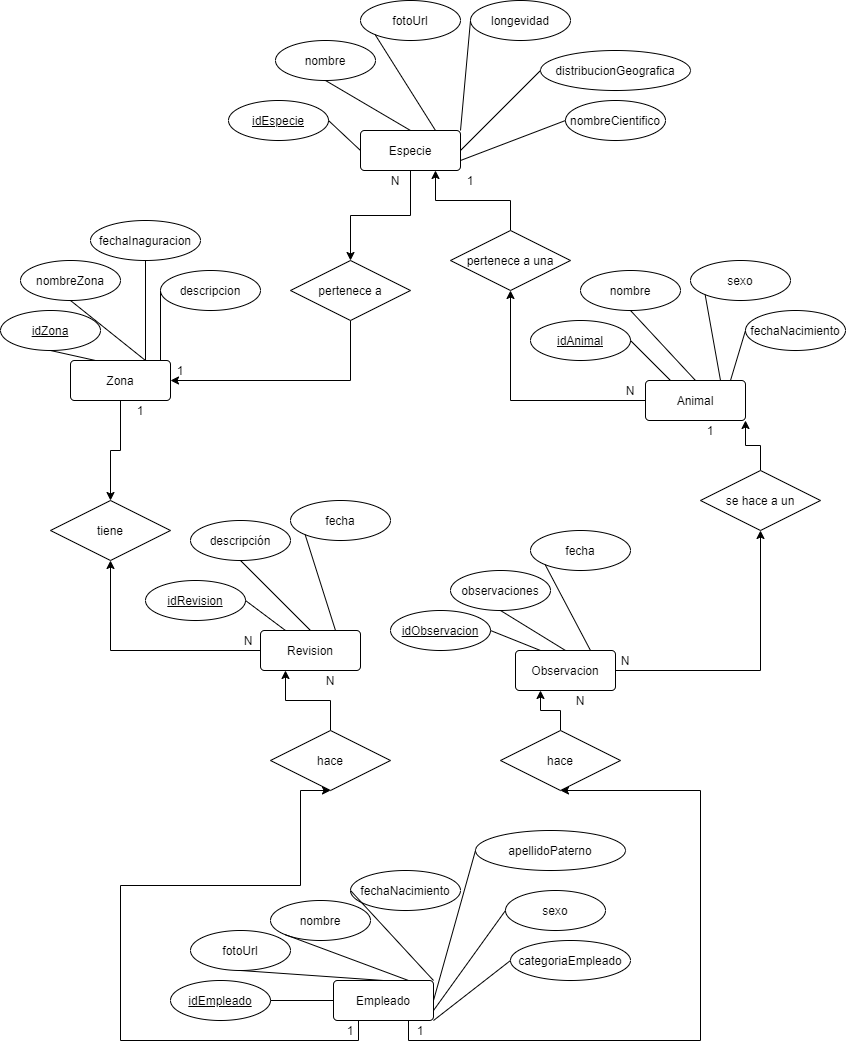 fotoUrl
longevidad
nombre
distribucionGeografica
idEspecie
nombreCientifico
Especie
N
1
fechaInaguracion
pertenece a una
nombreZona
descripcion
pertenece a
nombre
sexo
idZona
idAnimal
fechaNacimiento
1
Zona
N
Animal
1
1
se hace a un
tiene
descripción
fecha
fecha
idRevision
observaciones
idObservacion
N
Revision
N
Observacion
N
N
hace
hace
apellidoPaterno
fechaNacimiento
nombre
sexo
fotoUrl
categoriaEmpleado
idEmpleado
Empleado
1
1